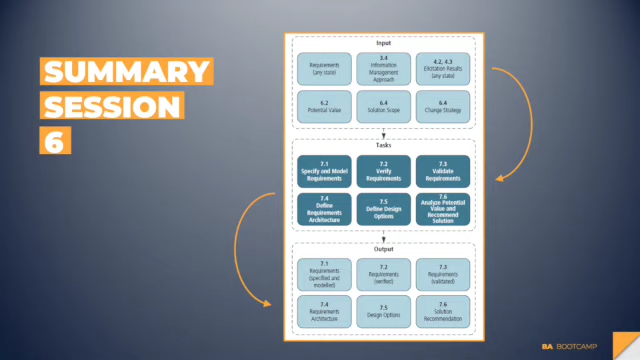 SUMMARY
SESSION
6
Input
Requirements
(any state)
3.4
Information
Management
Approach
4.2, 4.3
Elicitation Results
(any state)
6.2
Potential Value
6.4
Solution Scope
6.4
Change Strategy
Tasks
7.1
Specify and Model
Requirements
7.2
Verify
Requirements
7.3
Validate
Requirements
7.4
Define
Requirements
Architecture
7.5
Define Design
Options
7.6
Analyze Potential
Value and
Recommend
Solution
Output
7.1
Requirements
(specified and
modelled)
7.2
Requirements
(verified)
7.3
Requirements
(validated)
7.4
Requirements
Architecture
7.5
Design Options
7.6
Solution
Recommendation
BA BOOTCAMP